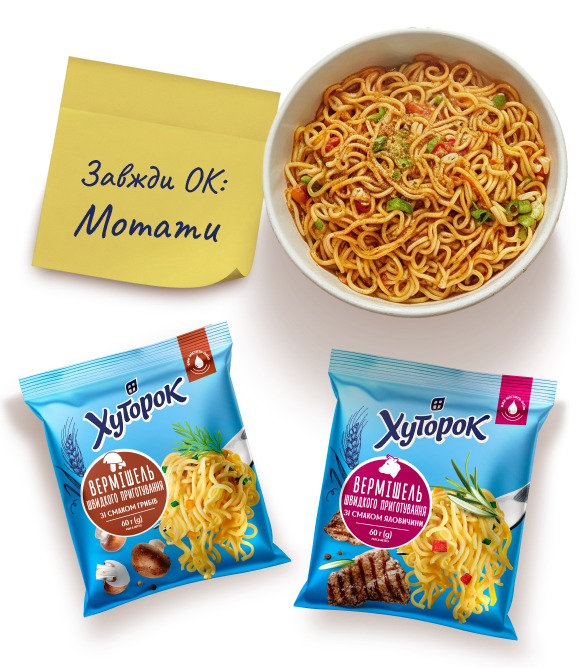 Завжди ОК:
Мотати
Хуторок
ВЕРМІШЕЛЬ
ШВИДКОГО ПРИГОТУВАННЯ
ЗІ СМАКОМ ГРИБІВ
60 г (g)
Хуторок
ВЕРМІШЕЛЬ
ШВИДКОГО ПРИГОТУВАННЯ
ЗІ СМАКОМ ЯЛОВИЧИНИ
60 г (g)